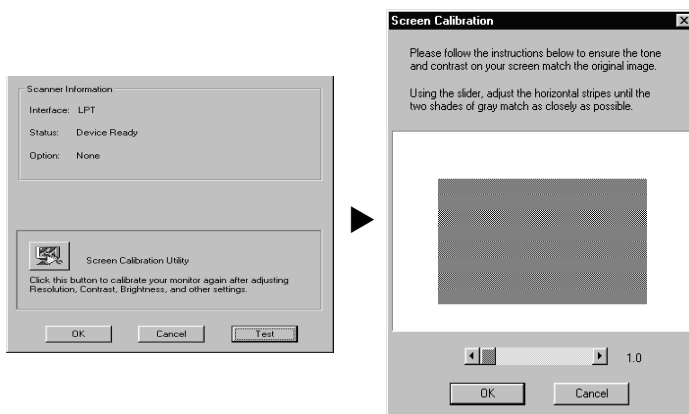 Scanner Information
Interface: LPT
Status: Device Ready
Option: None
Screen Calibration Utility
Click this button to calibrate your monitor again after adjusting
Resolution, Contrast, Brightness, and other settings.
OK Cancel Test
Screen Calibration
Please follow the instructions below to ensure the tone
and contrast on your screen match the original image.
Using the slider, adjust the horizontal stripes until the
two shades of gray match as closely as possible.
1.0
OK Cancel